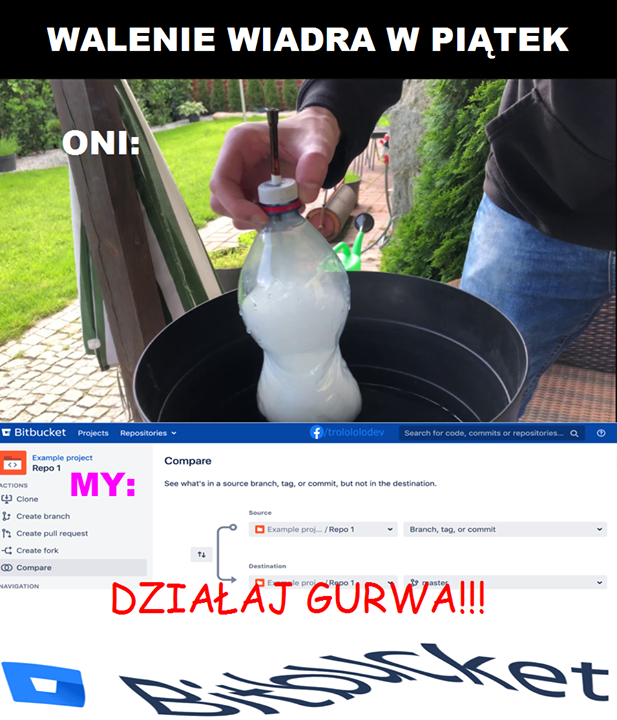 WALENIE WIADRA W PIĄTEK
ONI:
Bitbucket Projects Repositories /trolololodev Search for code, commits or repositories...
Example project
Repo 1
MY:
ACTIONS
Clone
Create branch
Create pull request
Create fork
Compare
NAVIGATION
Compare
See what's in a source branch, tag, or commit, but not in the destination.
Source
Example proj... / Repo 1 Branch, tag, or commit
Destination
Example proj... / Repo 1 master
DZIAŁAJ GURWA!!!
Bitbucket